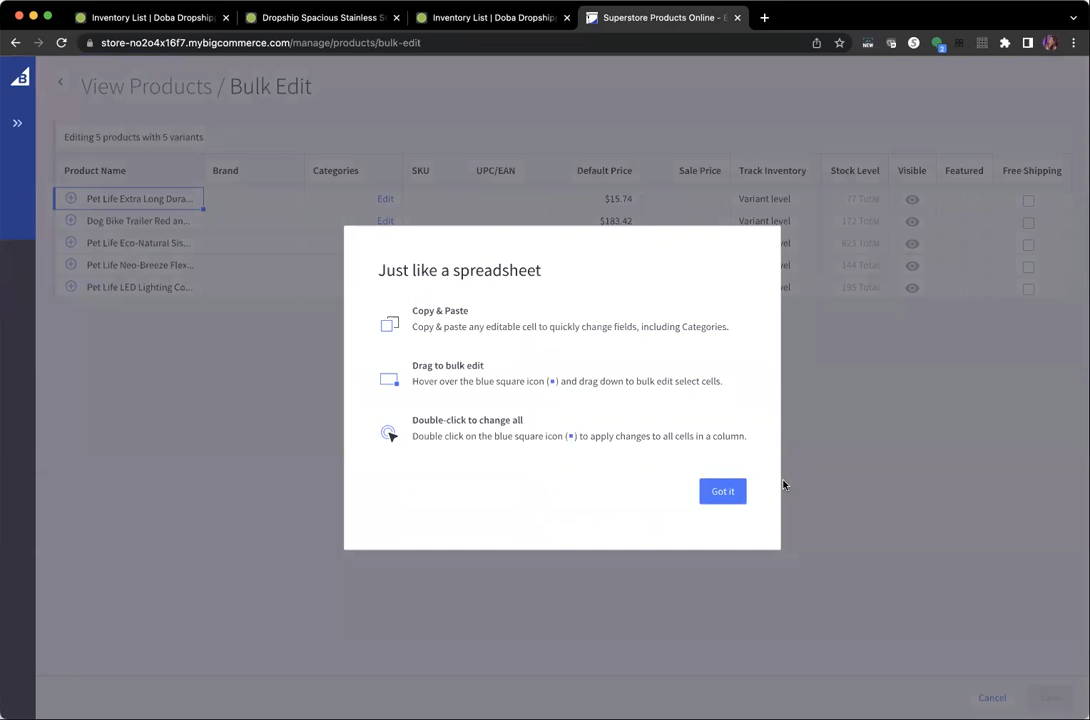 Inventory List | Doba Dropshipp
Dropship Spacious Stainless S
Inventory List | Doba Dropshipp
Superstore Products Online - B
store-no2o4x16f7.mybigcommerce.com/manage/products/bulk-edit
NEW
S
2
B
View Products / Bulk Edit
Editing 5 products with 5 variants
Product Name Brand Categories SKU UPC/EAN Default Price Sale Price Track Inventory Stock Level Visible Featured Free Shipping
Pet Life Extra Long Dura... Edit $15.74 Variant level 77 Total
Dog Bike Trailer Red an... Edit $183.42 172 Total
Pet Life Eco-Natural Sis... 623 Total
Pet Life Neo-Breeze Flex... 144 Total
Pet Life LED Lighting Co... 195 Total
Just like a spreadsheet
Copy & Paste
Copy & paste any editable cell to quickly change fields, including Categories.
Drag to bulk edit
Hover over the blue square icon (▪) and drag down to bulk edit select cells.
Double-click to change all
Double click on the blue square icon (▪) to apply changes to all cells in a column.
Got it
Cancel Save